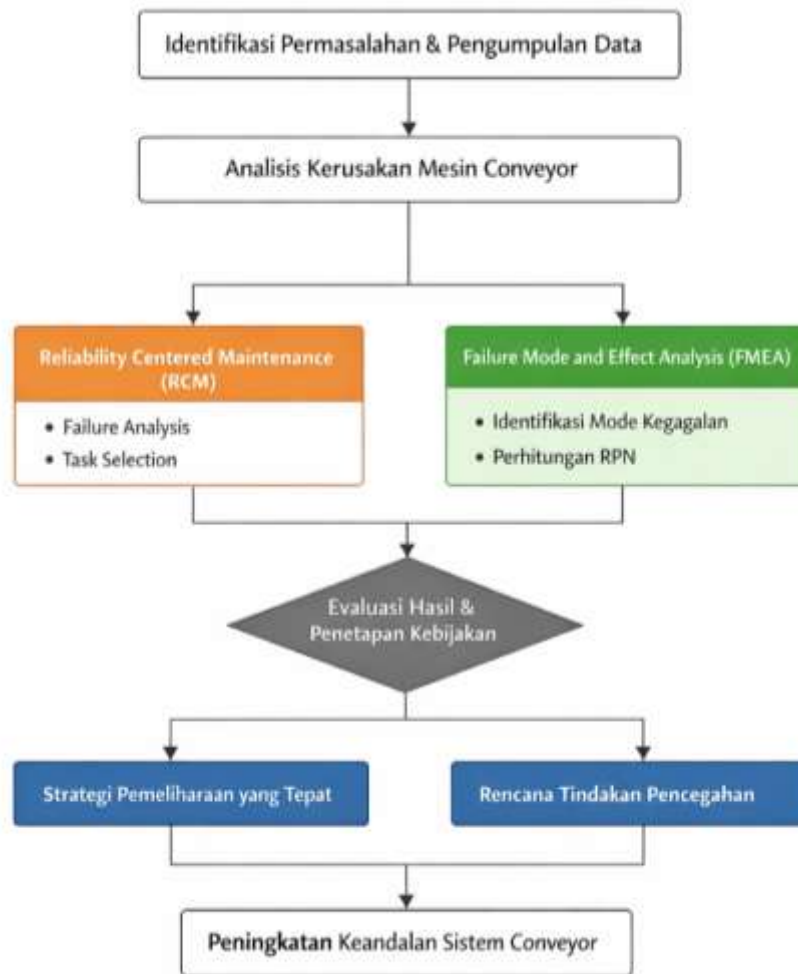 Identifikasi Permasalahan & Pengumpulan Data
Analisis Kerusakan Mesin Conveyor
Reliability Centered Maintenance
(RCM)
• Failure Analysis
• Task Selection
Failure Mode and Effect Analysis (FMEA)
• Identifikasi Mode Kegagalan
• Perhitungan RPN
Evaluasi Hasil &
Penetapan Kebijakan
Strategi Pemeliharaan yang Tepat
Rencana Tindakan Pencegahan
Peningkatan Keandalan Sistem Conveyor